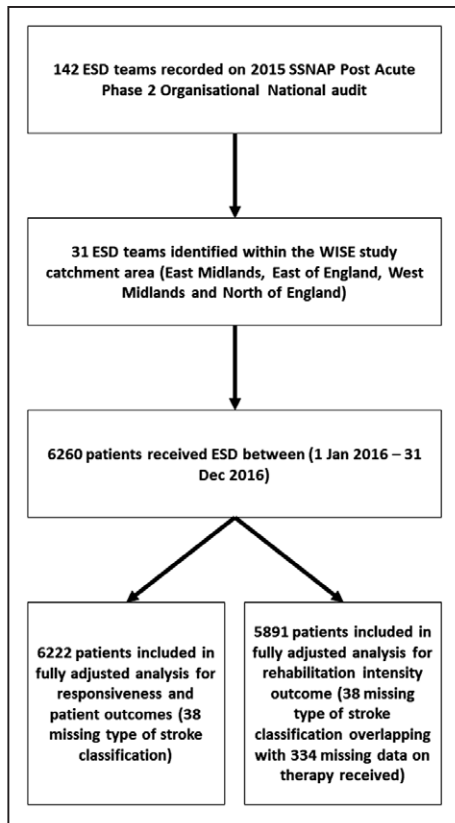 142 ESD teams recorded on 2015 SSNAP Post Acute
Phase 2 Organisational National audit
31 ESD teams identified within the WISE study
catchment area (East Midlands, East of England, West
Midlands and North of England)
6260 patients received ESD between (1 Jan 2016 – 31
Dec 2016)
6222 patients included in
fully adjusted analysis for
responsiveness and
patient outcomes (38
missing type of stroke
classification)
5891 patients included in
fully adjusted analysis for
rehabilitation intensity
outcome (38 missing
type of stroke
classification overlapping
with 334 missing data on
therapy received)